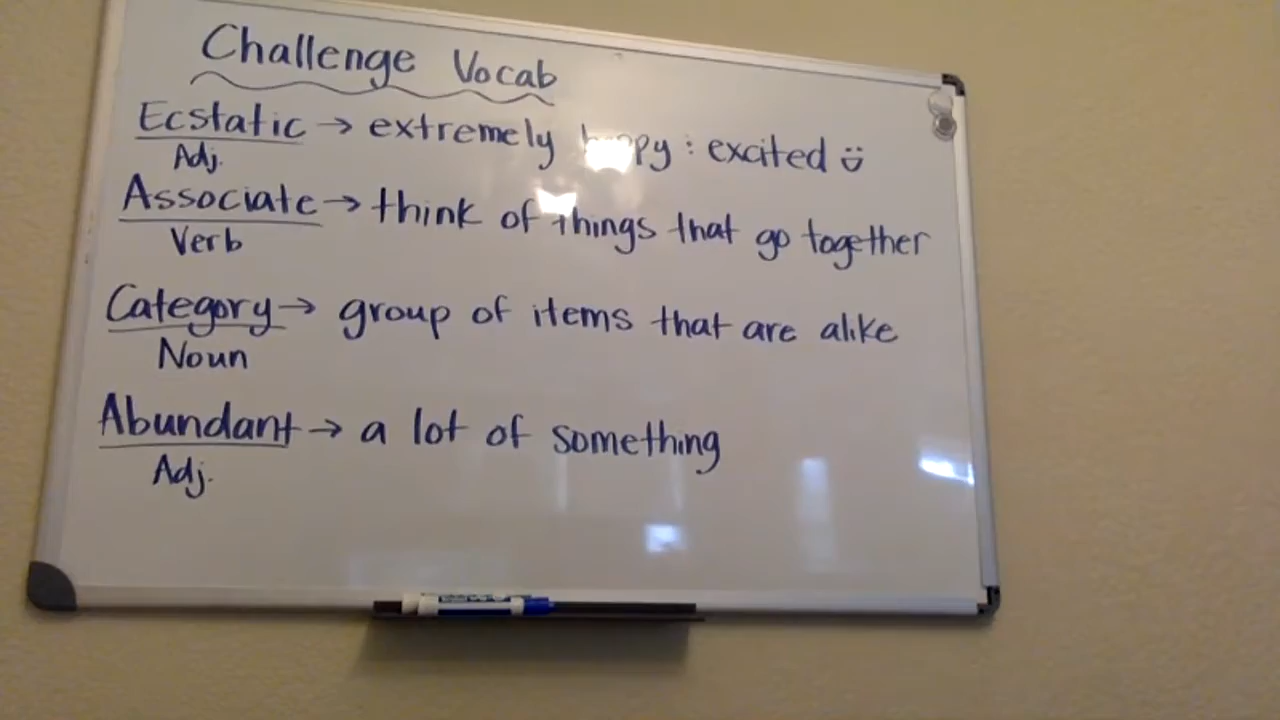 Challenge Vocab
Ecstatic → extremely happy : excited
Adj.
Associate → think of things that go together
Verb
Category → group of items that are alike
Noun
Abundant → a lot of something
Adj.